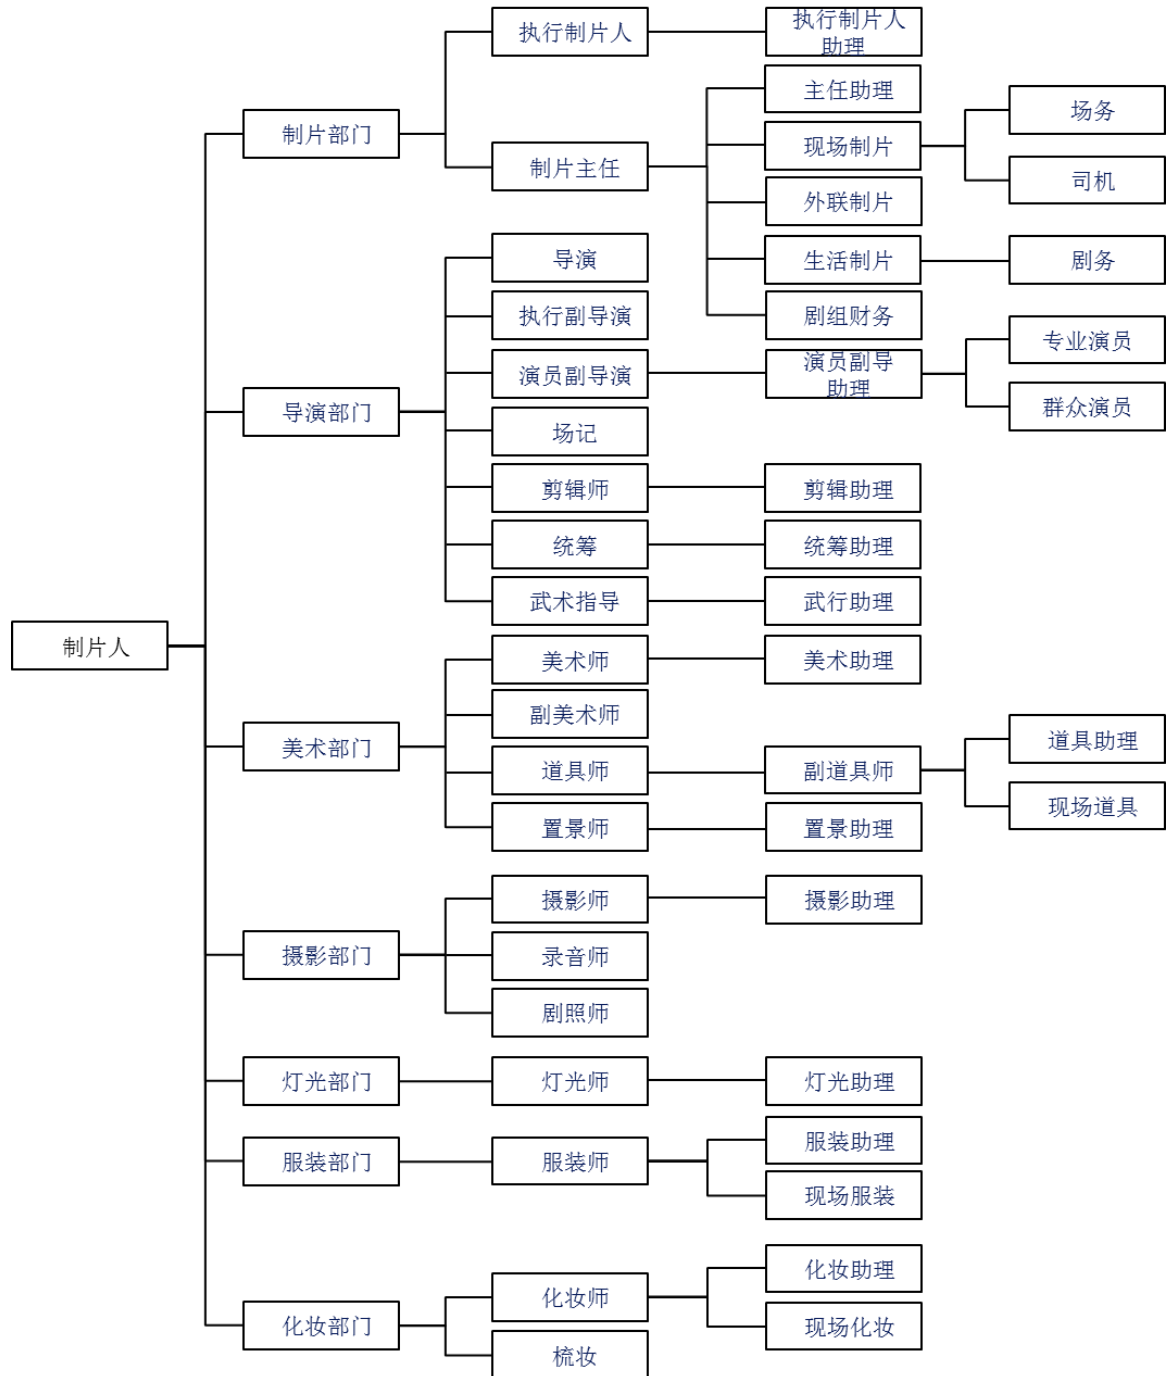 制片人
制片部门
执行制片人
执行制片人
助理
制片主任
主任助理
现场制片
场务
司机
外联制片
生活制片
剧务
剧组财务
导演部门
导演
执行副导演
演员副导演
演员副导
助理
专业演员
群众演员
场记
剪辑师
剪辑助理
统筹
统筹助理
武术指导
武行助理
美术部门
美术师
美术助理
副美术师
道具师
副道具师
道具助理
现场道具
置景师
置景助理
摄影部门
摄影师
摄影助理
录音师
剧照师
灯光部门
灯光师
灯光助理
服装部门
服装师
服装助理
现场服装
化妆部门
化妆师
化妆助理
现场化妆
梳妆